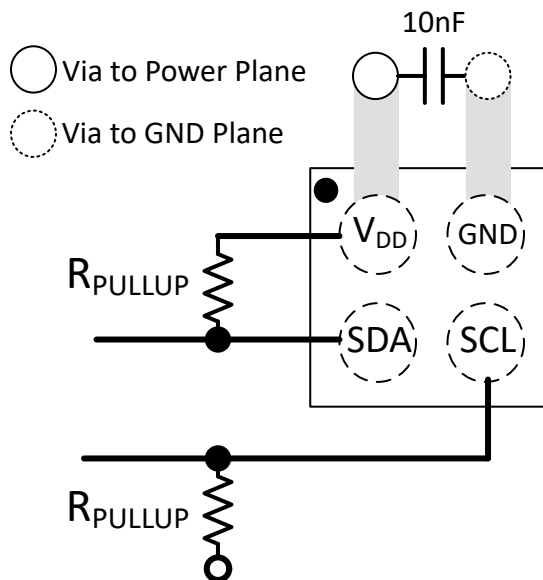 10nF
Via to Power Plane
Via to GND Plane
VDD
GND
RPULLUP
SDA
SCL
RPULLUP